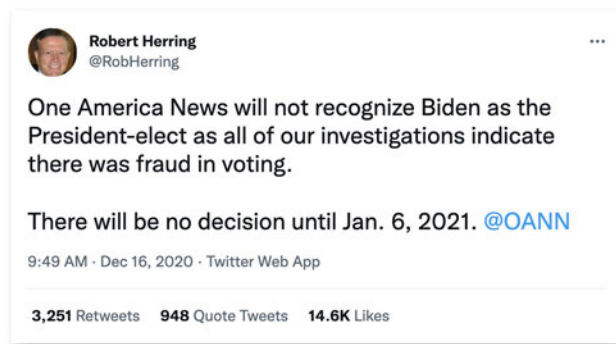 Robert Herring
@RobHerring
One America News will not recognize Biden as the
President-elect as all of our investigations indicate
there was fraud in voting.
There will be no decision until Jan. 6, 2021. @OANN
9:49 AM · Dec 16, 2020 · Twitter Web App
3,251 Retweets 948 Quote Tweets 14.6K Likes